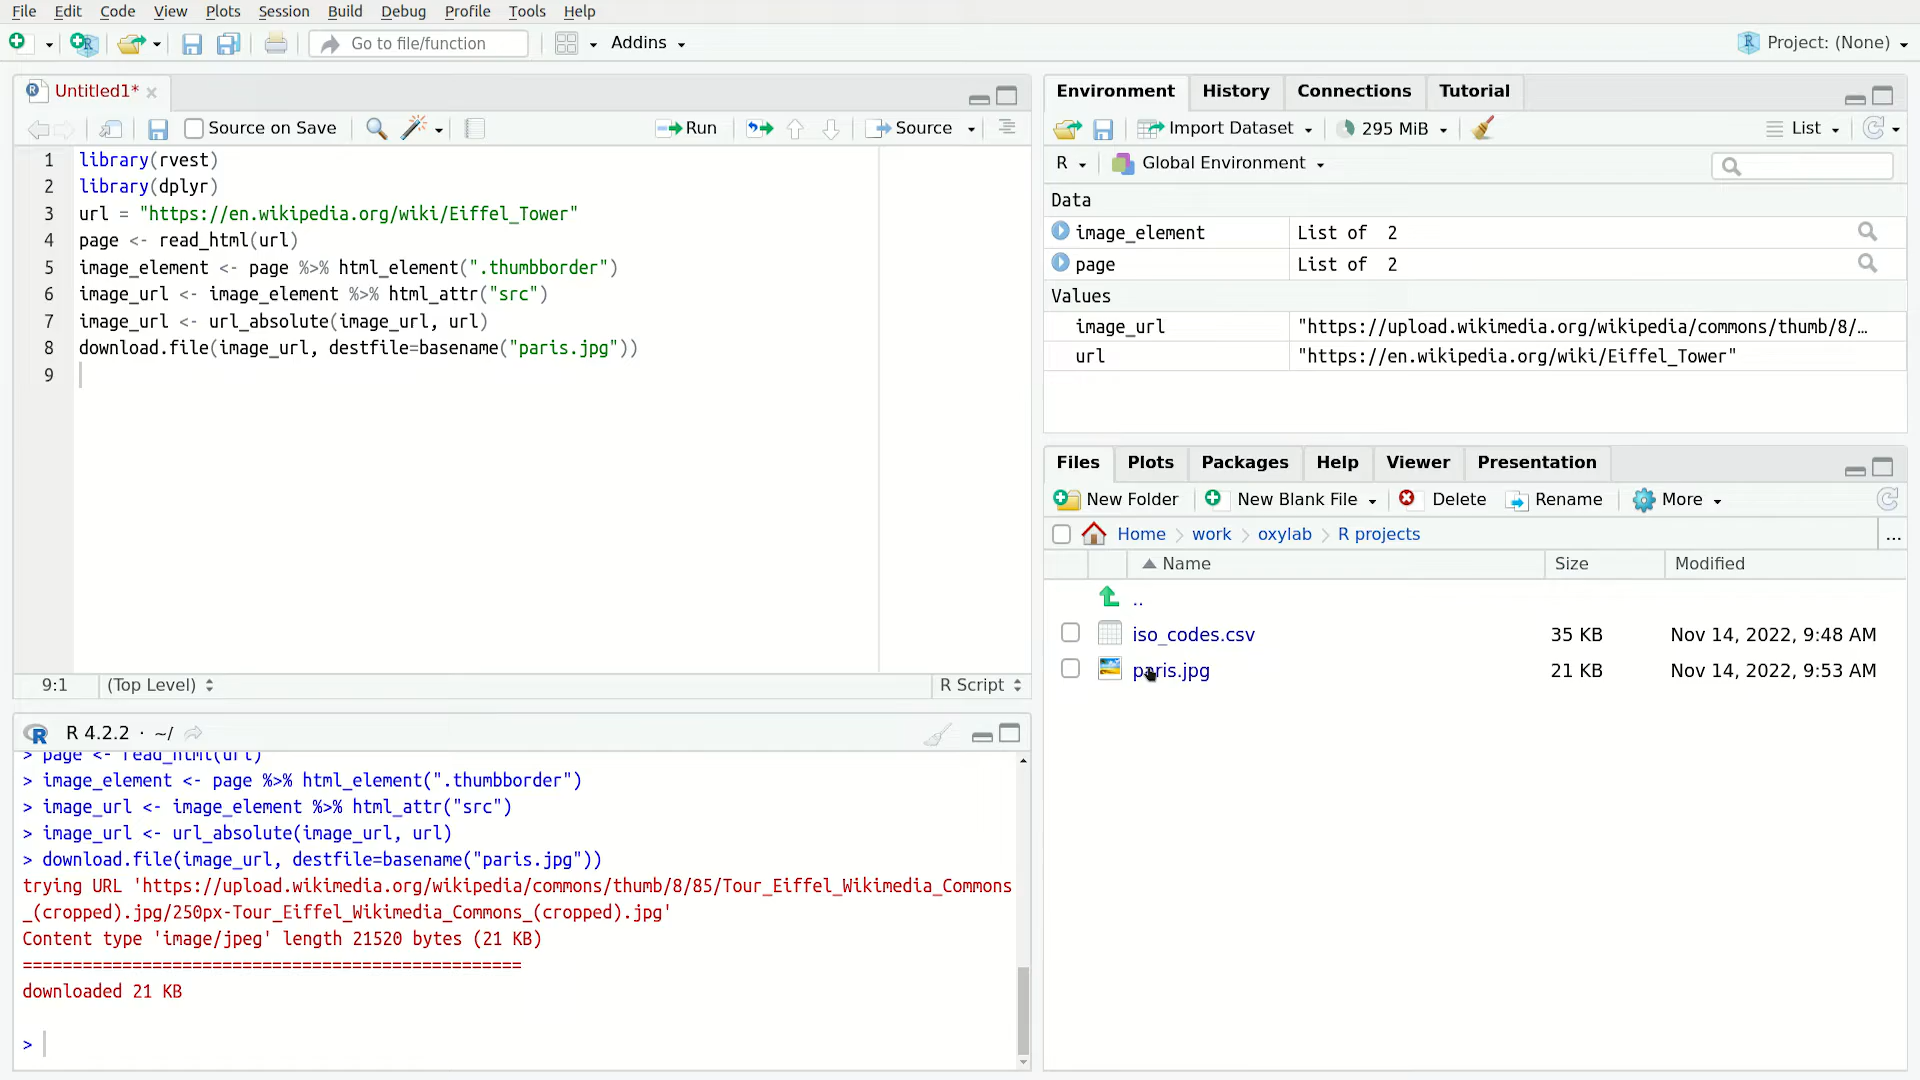 File Edit Code View Plots Session Build Debug Profile Tools Help
Go to file/function Addins Project: (None)
Untitled1*
Source on Save Run Source
1 library(rvest)
2 library(dplyr)
3 url = "https://en.wikipedia.org/wiki/Eiffel_Tower"
4 page <- read_html(url)
5 image_element <- page %>% html_element(".thumbborder")
6 image_url <- image_element %>% html_attr("src")
7 image_url <- url_absolute(image_url, url)
8 download.file(image_url, destfile=basename("paris.jpg"))
9
9:1 (Top Level) R Script
R 4.2.2 · ~/
> page <- read_html(url)
> image_element <- page %>% html_element(".thumbborder")
> image_url <- image_element %>% html_attr("src")
> image_url <- url_absolute(image_url, url)
> download.file(image_url, destfile=basename("paris.jpg"))
trying URL 'https://upload.wikimedia.org/wikipedia/commons/thumb/8/85/Tour_Eiffel_Wikimedia_Commons
_(cropped).jpg/250px-Tour_Eiffel_Wikimedia_Commons_(cropped).jpg'
Content type 'image/jpeg' length 21520 bytes (21 KB)
==================================================
downloaded 21 KB
>
Environment History Connections Tutorial
Import Dataset 295 MiB List
R Global Environment
Data
image_element List of 2
page List of 2
Values
image_url "https://upload.wikimedia.org/wikipedia/commons/thumb/8/…
url "https://en.wikipedia.org/wiki/Eiffel_Tower"
Files Plots Packages Help Viewer Presentation
New Folder New Blank File Delete Rename More
Home work oxylab R projects ...
Name Size Modified
..
iso_codes.csv 35 KB Nov 14, 2022, 9:48 AM
paris.jpg 21 KB Nov 14, 2022, 9:53 AM